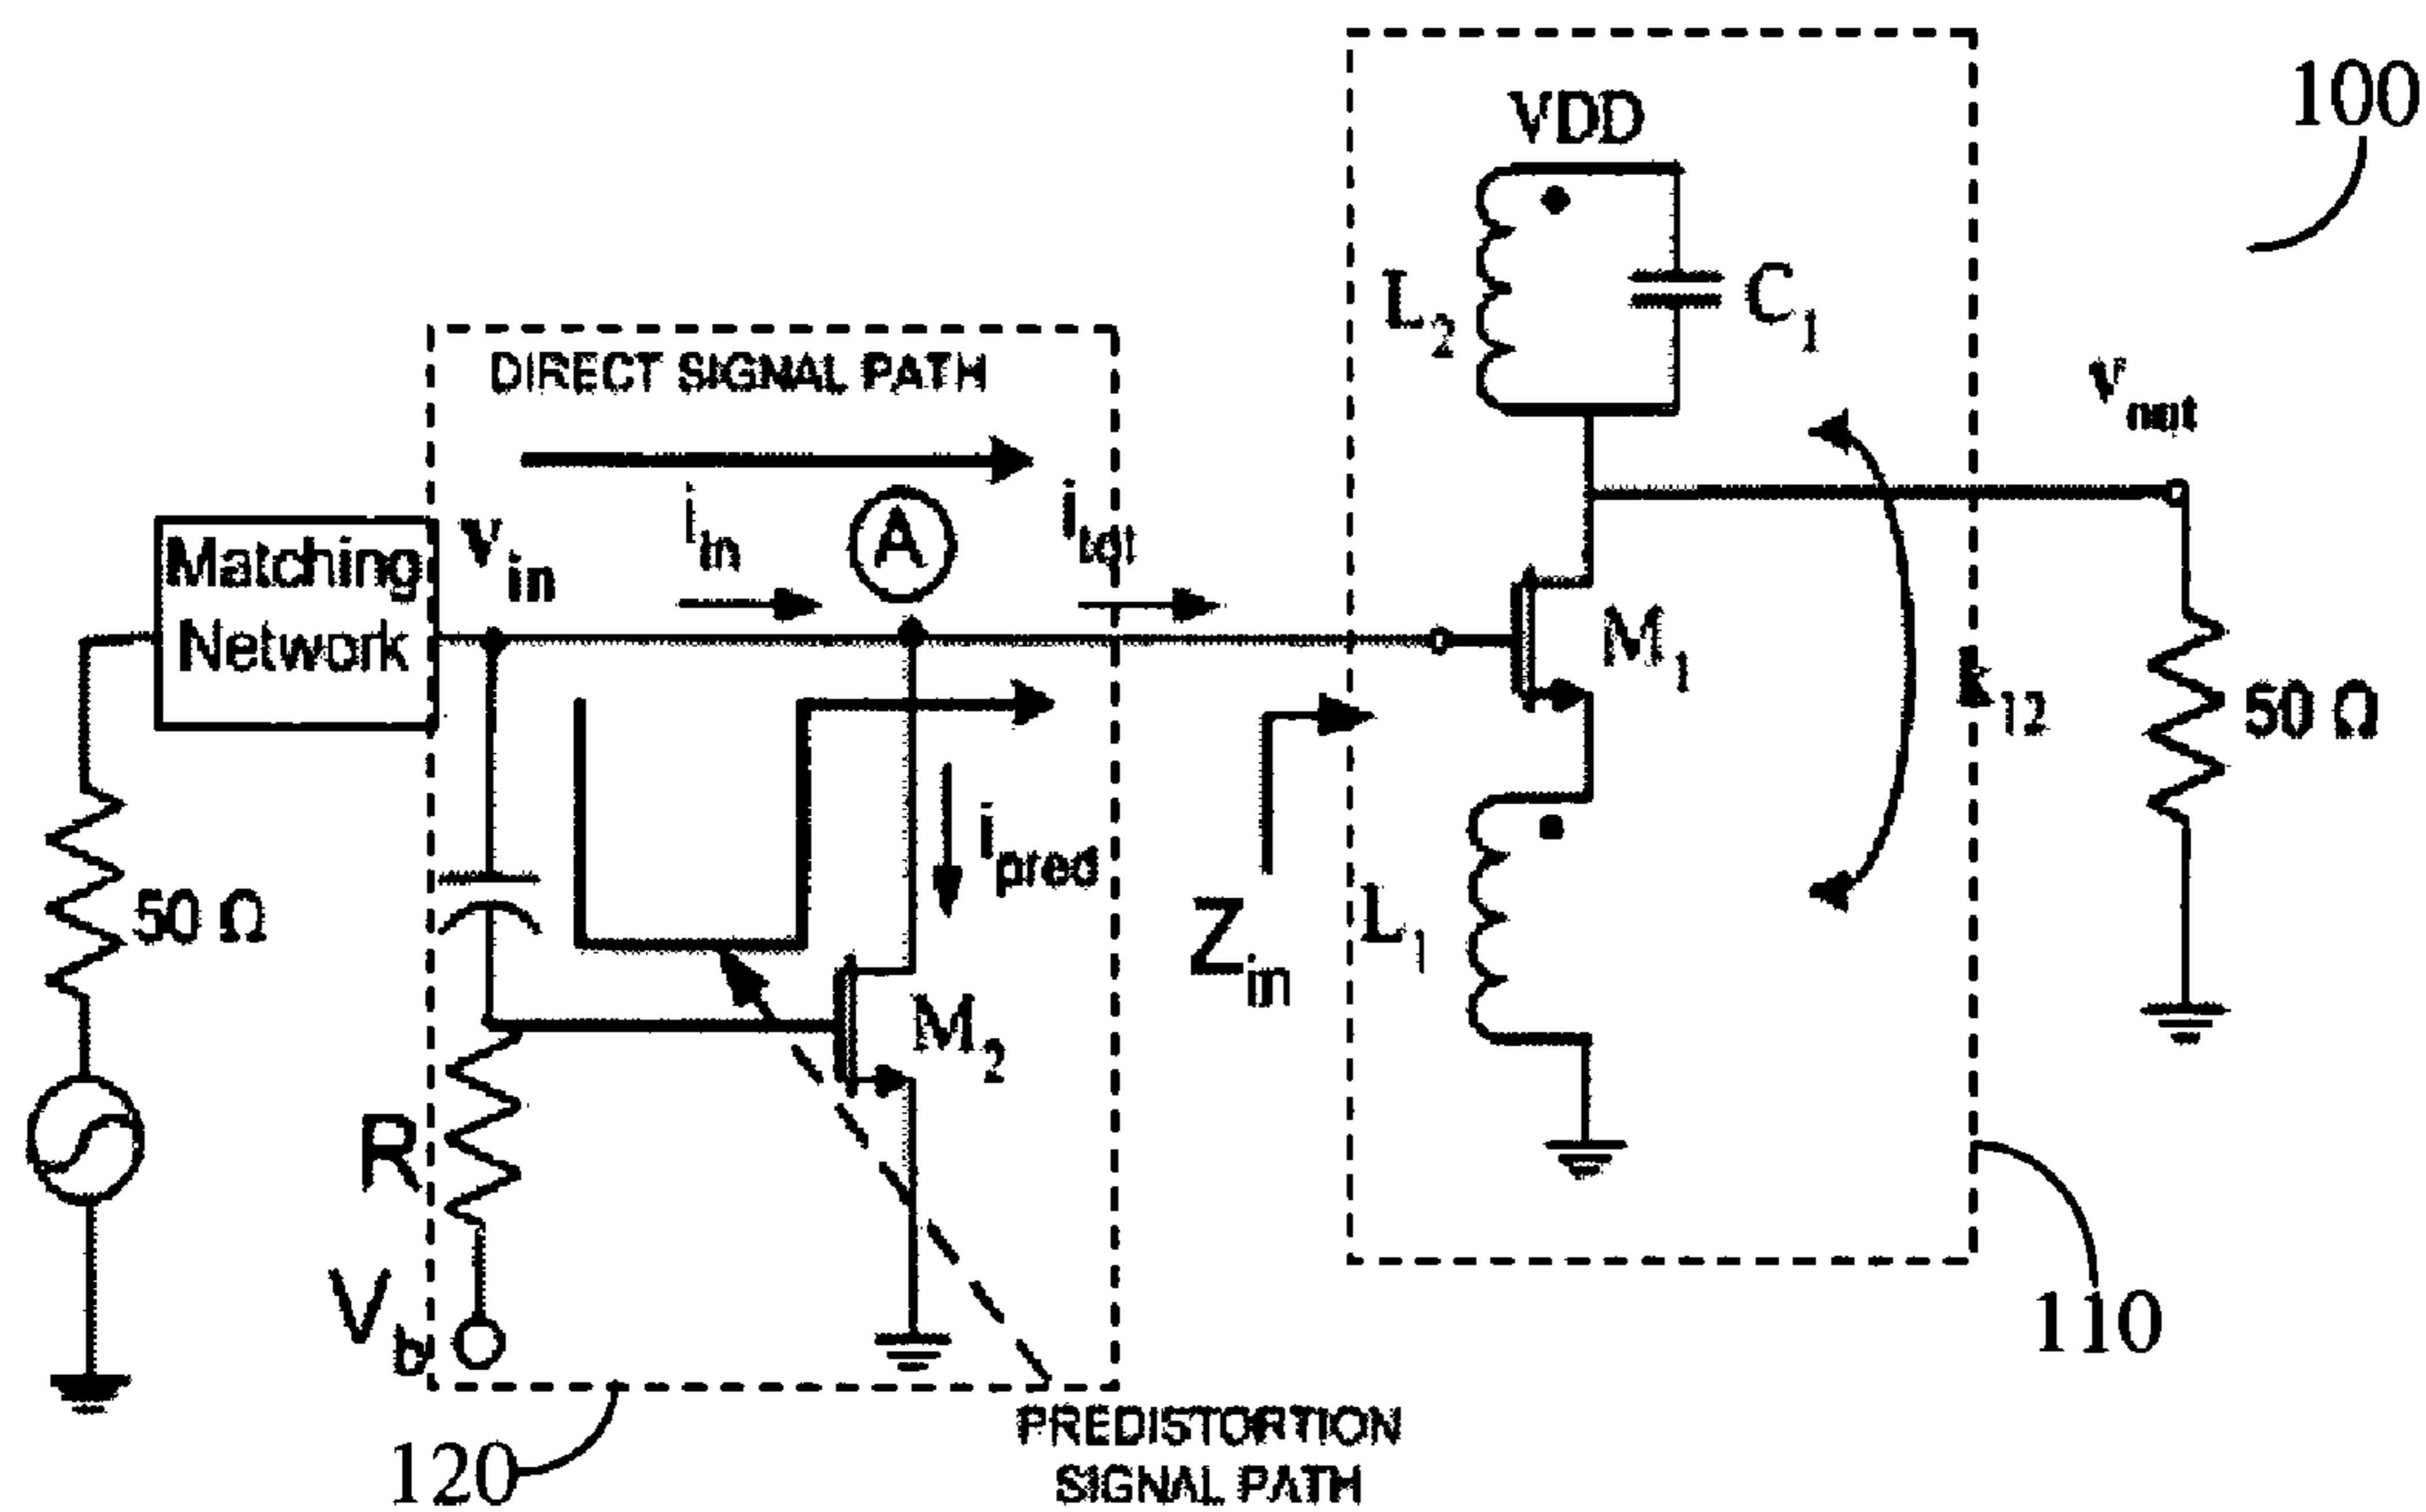 100
VDD
L2
C1
DIRECT SIGNAL PATH
vout
iin
A
itot
Matching
Network
vin
M1
k12
50 Ω
ipred
50 Ω
Zin
L1
M2
R
Vb
110
120
PREDISTORTION
SIGNAL PATH